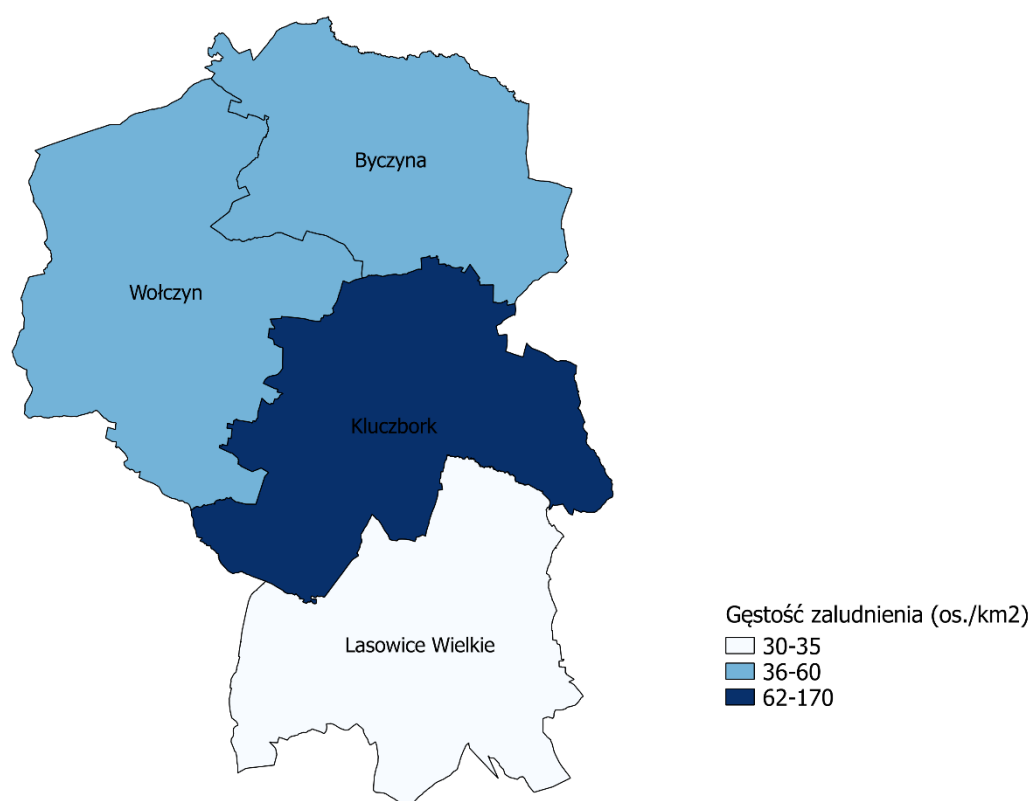 Byczyna
Wołczyn
Kluczbork
Lasowice Wielkie
Gęstość zaludnienia (os./km2)
30-35
36-60
62-170